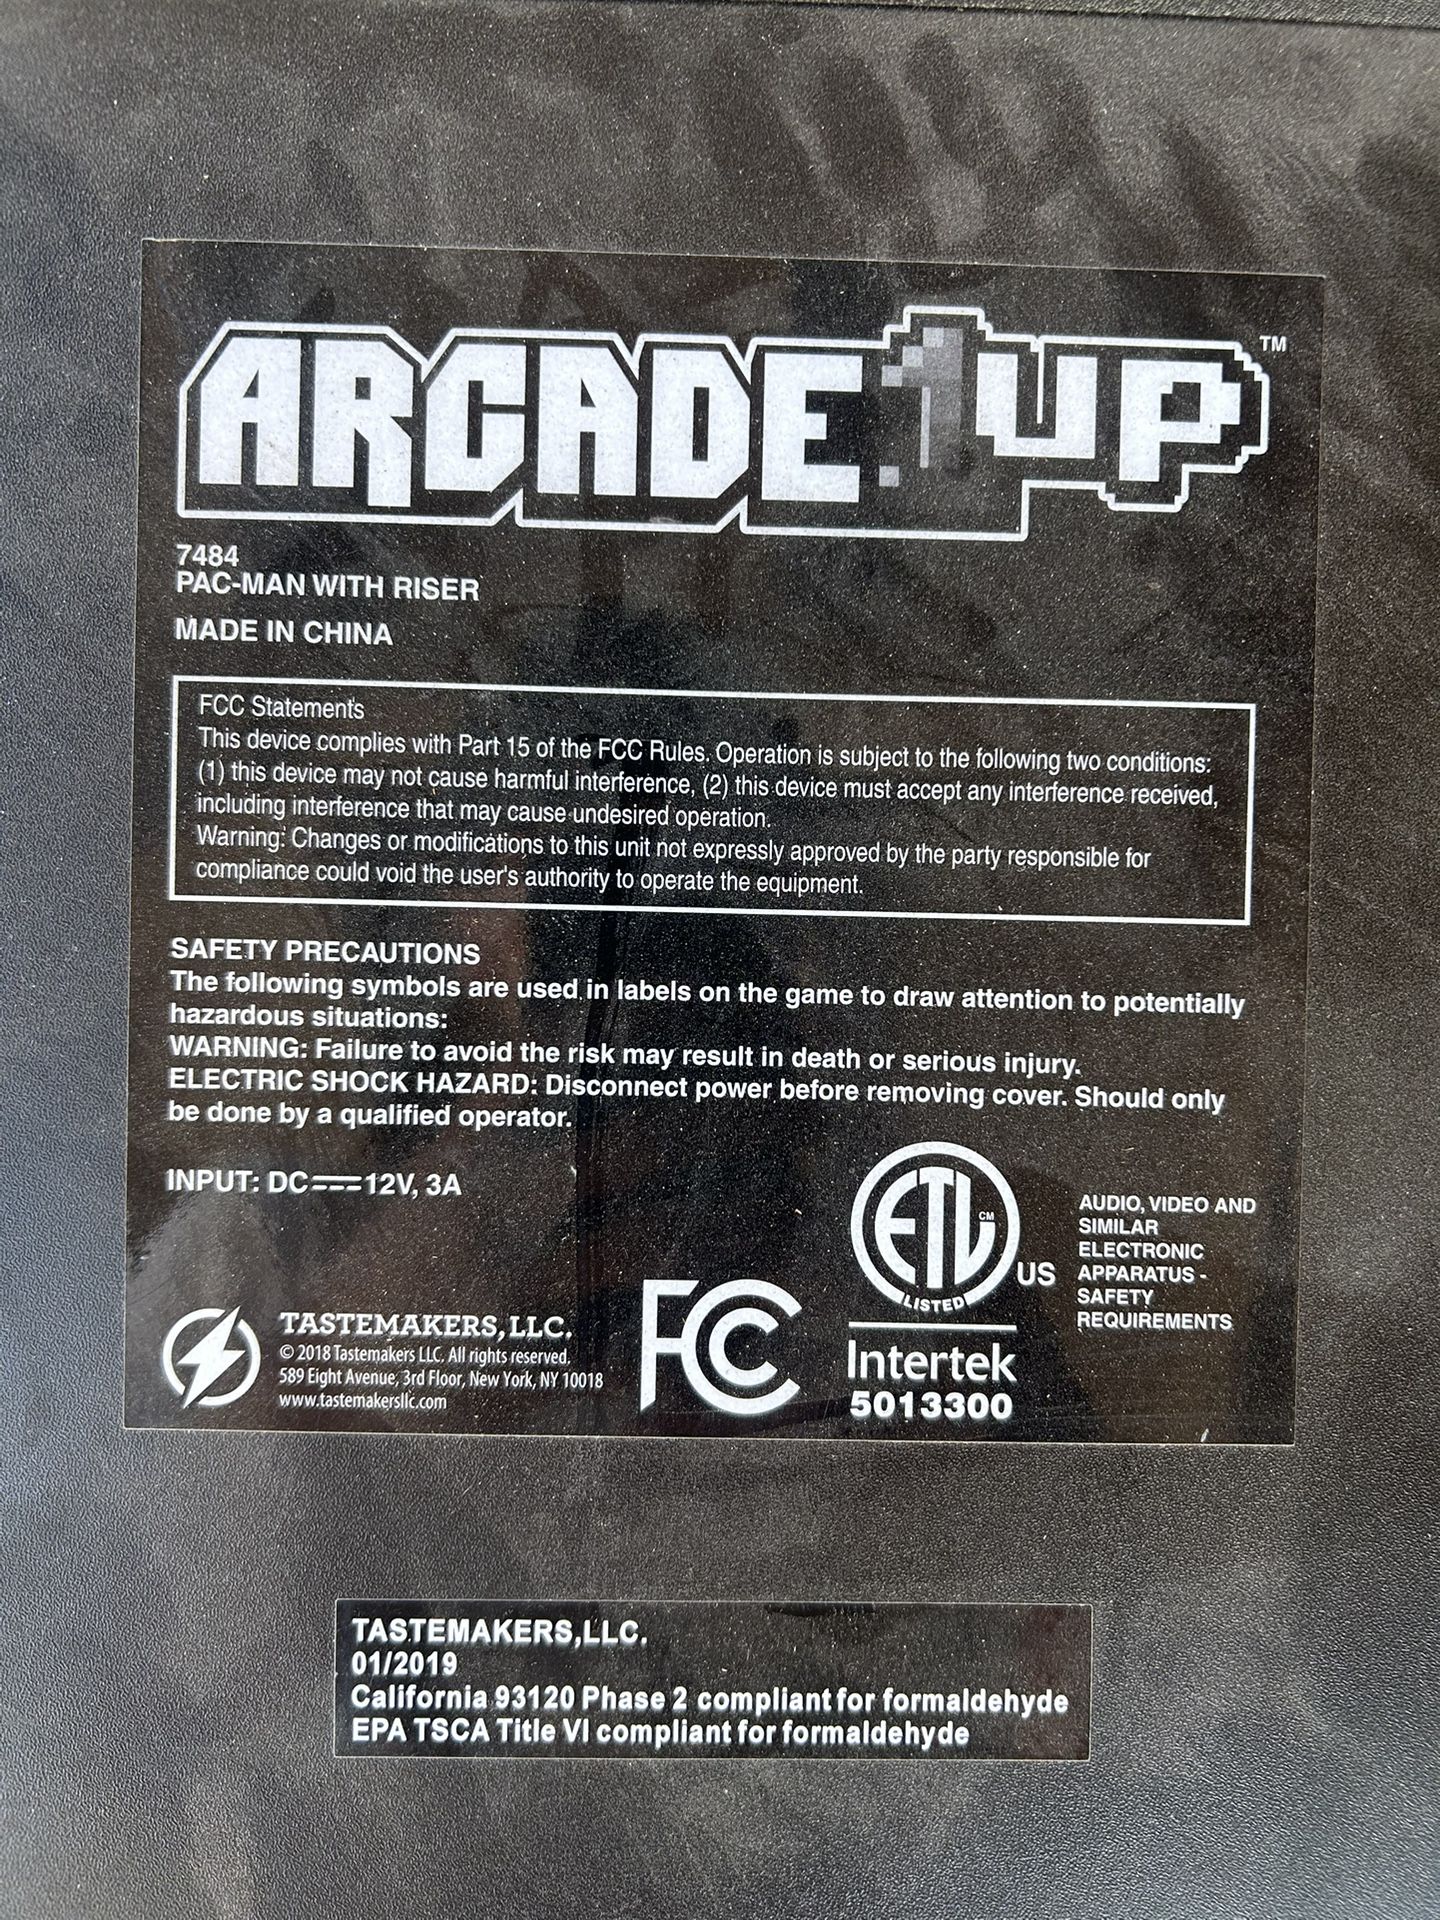 ARCADE1UP™
7484
PAC-MAN WITH RISER
MADE IN CHINA
FCC Statements
This device complies with Part 15 of the FCC Rules. Operation is subject to the following two conditions:
(1) this device may not cause harmful interference, (2) this device must accept any interference received,
including interference that may cause undesired operation.
Warning: Changes or modifications to this unit not expressly approved by the party responsible for
compliance could void the user's authority to operate the equipment.
SAFETY PRECAUTIONS
The following symbols are used in labels on the game to draw attention to potentially
hazardous situations:
WARNING: Failure to avoid the risk may result in death or serious injury.
ELECTRIC SHOCK HAZARD: Disconnect power before removing cover. Should only
be done by a qualified operator.
INPUT: DC⎓12V, 3A
TASTEMAKERS, LLC.
© 2018 Tastemakers LLC. All rights reserved.
589 Eight Avenue, 3rd Floor, New York, NY 10018
www.tastemakersllc.com
FC
ETL CM
LISTED
US
Intertek
5013300
AUDIO, VIDEO AND
SIMILAR
ELECTRONIC
APPARATUS -
SAFETY
REQUIREMENTS
TASTEMAKERS,LLC.
01/2019
California 93120 Phase 2 compliant for formaldehyde
EPA TSCA Title VI compliant for formaldehyde